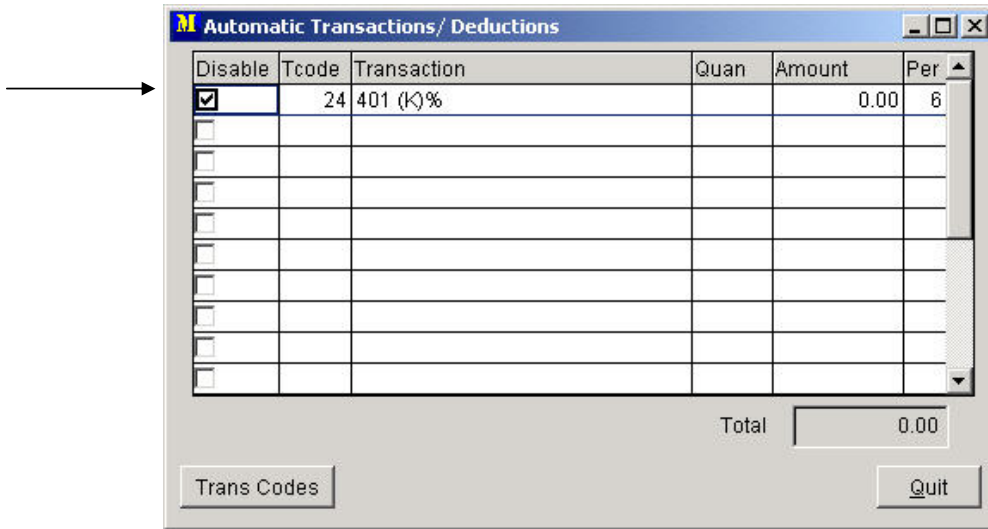 M Automatic Transactions/ Deductions
Disable Tcode Transaction Quan Amount Per
24 401 (K)% 0.00 6
Total 0.00
Trans Codes Quit